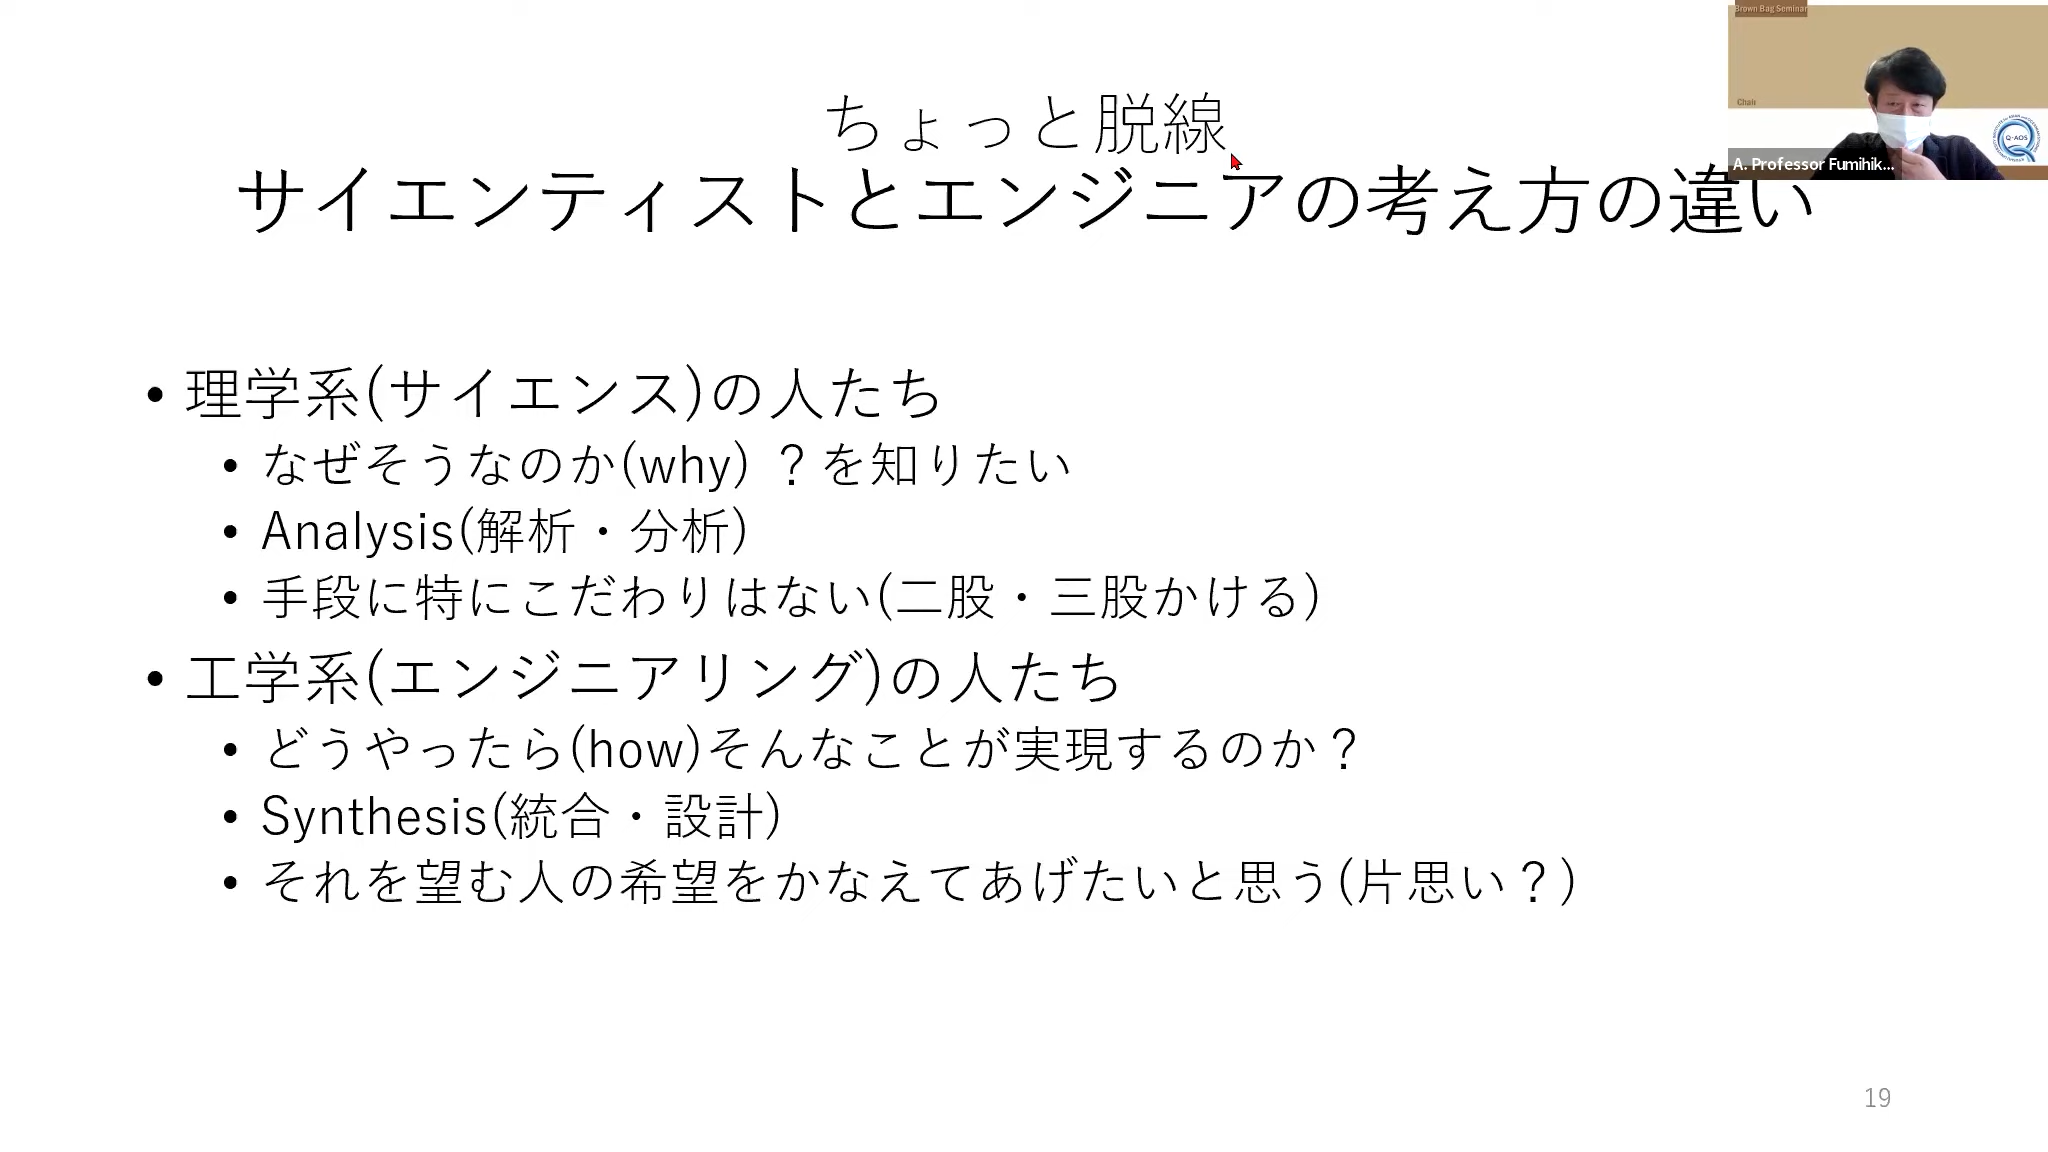 Brown Bag Seminar
Chair
Q-AOS
A. Professor Fumihik...
ちょっと脱線
サイエンティストとエンジニアの考え方の違い
• 理学系(サイエンス)の人たち
• なぜそうなのか(why) ？を知りたい
• Analysis(解析・分析)
• 手段に特にこだわりはない(二股・三股かける)
• 工学系(エンジニアリング)の人たち
• どうやったら(how)そんなことが実現するのか？
• Synthesis(統合・設計)
• それを望む人の希望をかなえてあげたいと思う(片思い？)
19